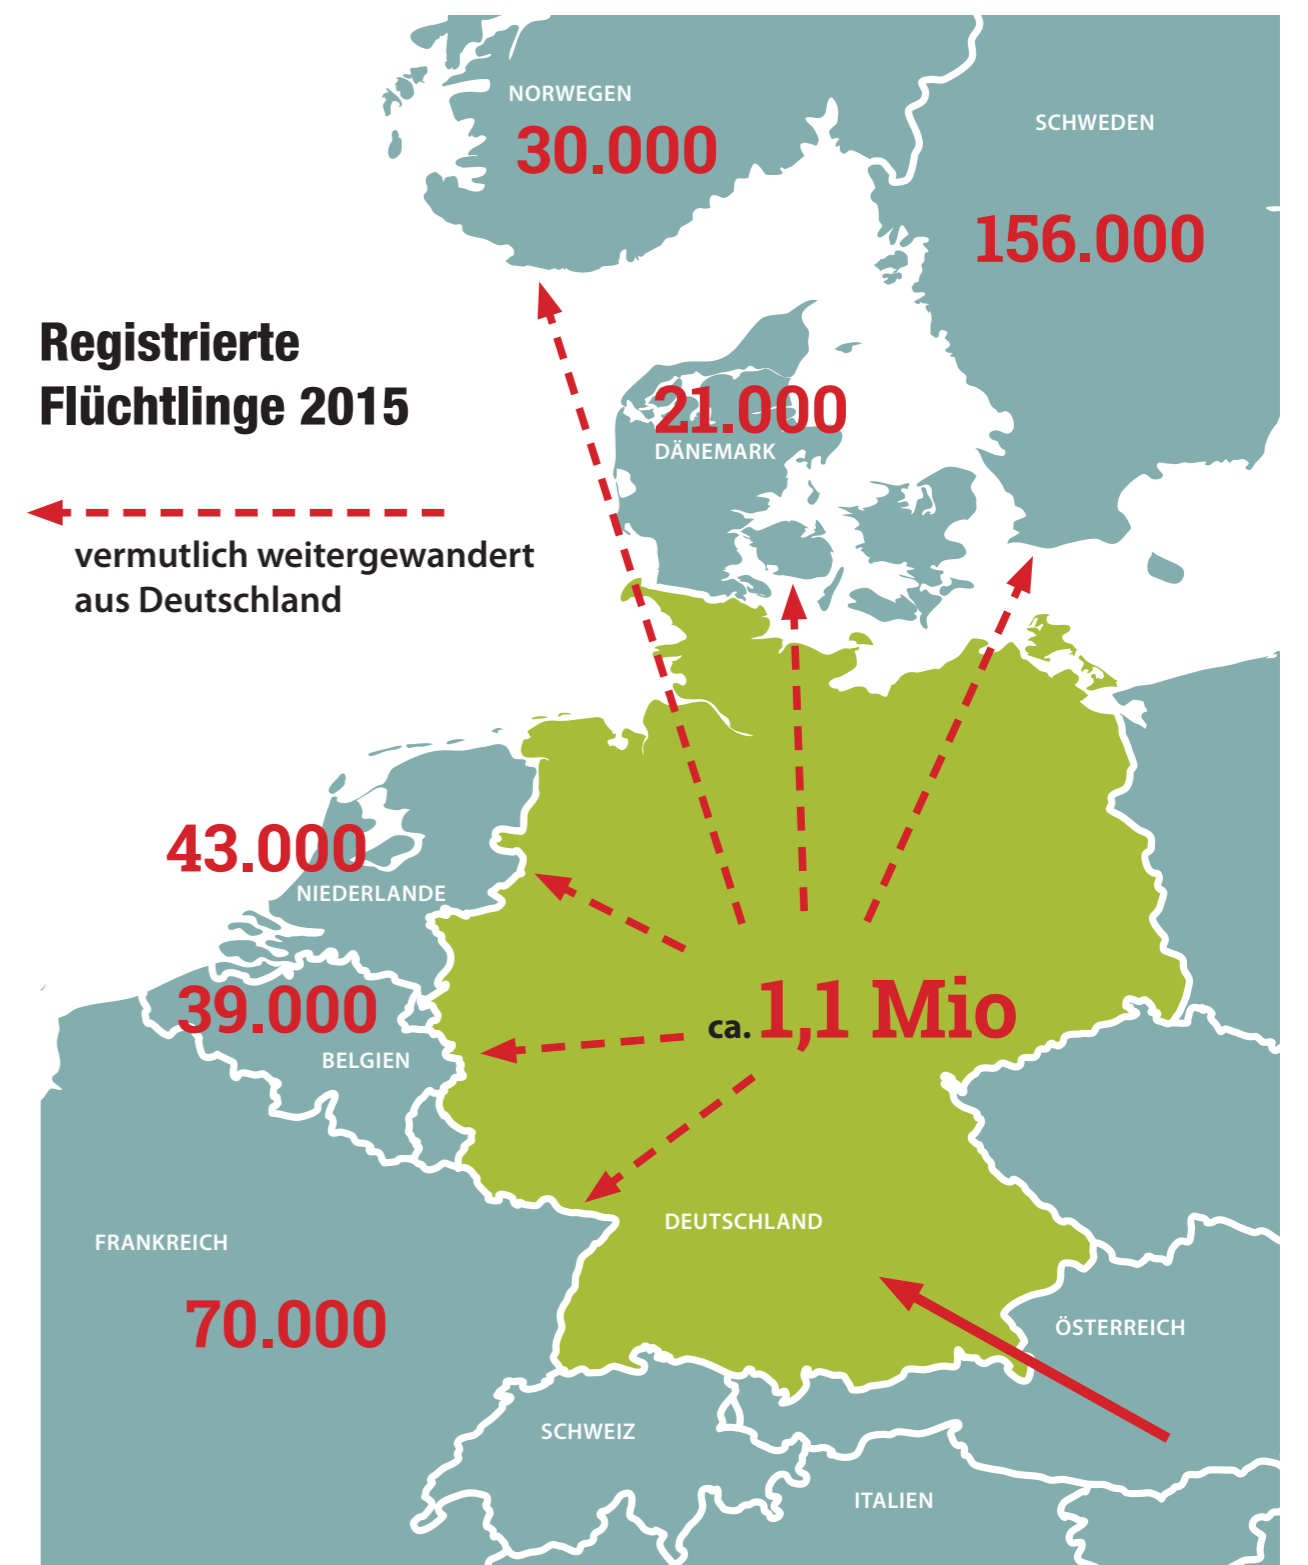 NORWEGEN
30.000
SCHWEDEN
156.000
Registrierte
Flüchtlinge 2015
21.000
DÄNEMARK
vermutlich weitergewandert
aus Deutschland
43.000
NIEDERLANDE
39.000
BELGIEN
ca. 1,1 Mio
DEUTSCHLAND
FRANKREICH
70.000
ÖSTERREICH
SCHWEIZ
ITALIEN